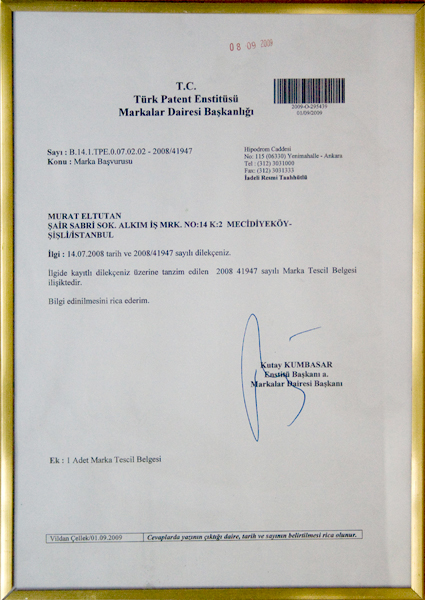 08 09 2009
2009-O-295430
01/09/2009
T.C.
Türk Patent Enstitüsü
Markalar Dairesi Başkanlığı
Sayı : B.14.1.TPE.0.07.02.02 - 2008/41947
Konu : Marka Başvurusu
Hipodrom Caddesi
No: 115 (06330) Yenimahalle - Ankara
Tel : (312) 3031000
Fax: (312) 3031333
İadeli Resmi Taahhütlü
MURAT ELTUTAN
ŞAİR SABRİ SOK. ALKIM İŞ MRK. NO:14 K:2 MECİDİYEKÖY-
ŞİŞLİ/İSTANBUL
İlgi : 14.07.2008 tarih ve 2008/41947 sayılı dilekçeniz.
İlgide kayıtlı dilekçeniz üzerine tanzim edilen 2008 41947 sayılı Marka Tescil Belgesi
ilişiktedir.
Bilgi edinilmesini rica ederim.
Kutay KUMBASAR
Enstitü Başkanı a.
Markalar Dairesi Başkanı
Ek : 1 Adet Marka Tescil Belgesi
Vildan Çellek/01.09.2009 Cevaplarda yazının çıktığı daire, tarih ve sayının belirtilmesi rica olunur.